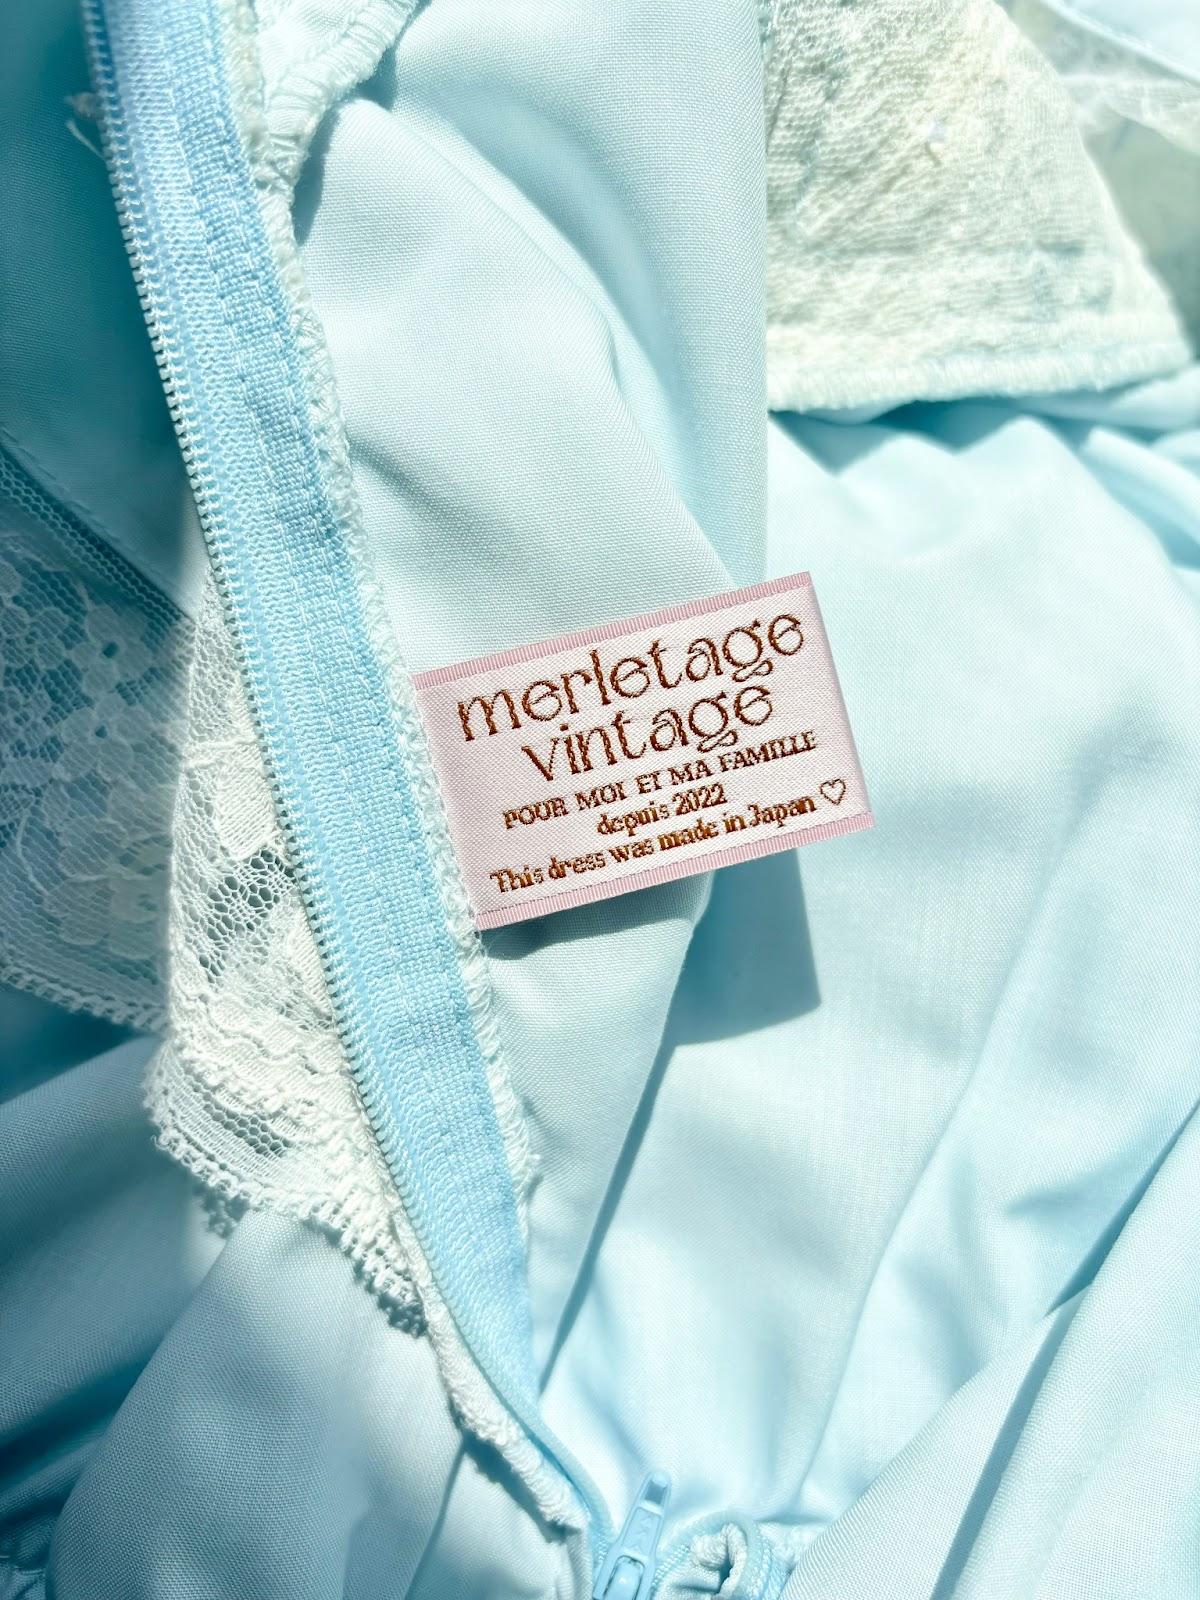 merletage
vintage
POUR MOI ET MA FAMILLE
depuis 2022
This dress was made in Japan ♡